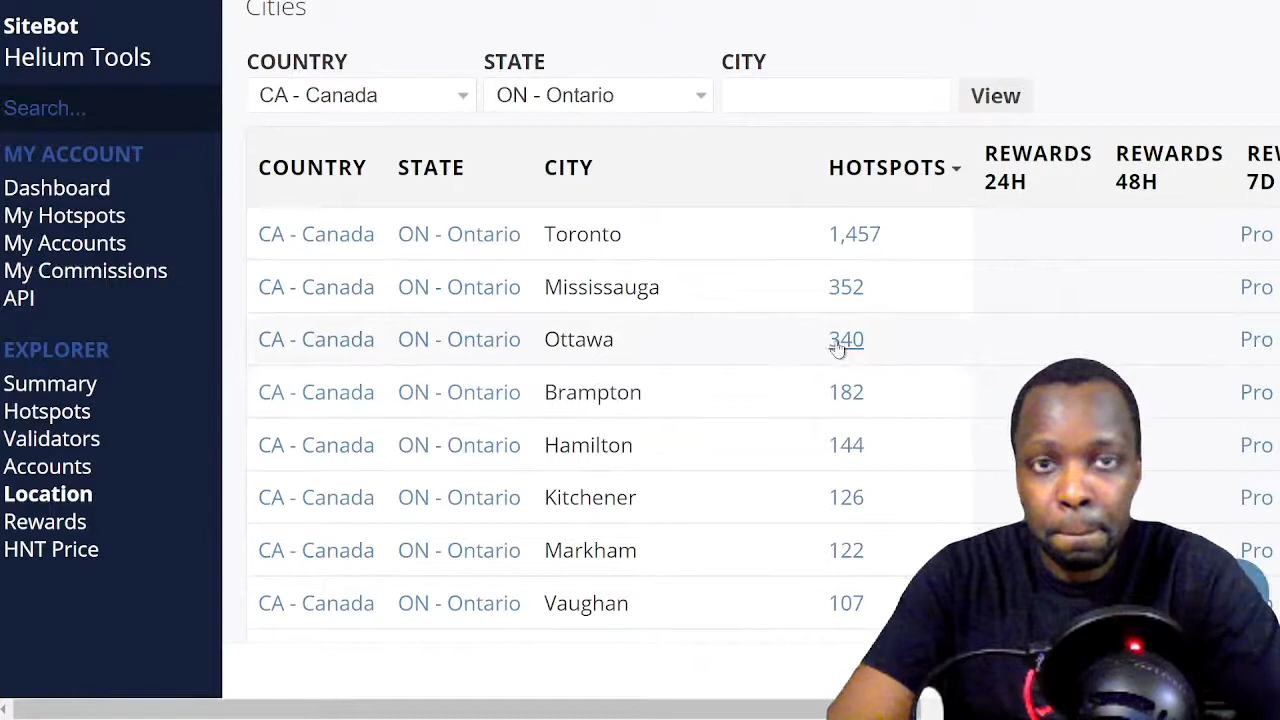 Cities
SiteBot
Helium Tools
Search...
MY ACCOUNT
Dashboard
My Hotspots
My Accounts
My Commissions
API
EXPLORER
Summary
Hotspots
Validators
Accounts
Location
Rewards
HNT Price
COUNTRY STATE CITY
CA - Canada ON - Ontario View
COUNTRY STATE CITY HOTSPOTS REWARDS 24H REWARDS 48H 7D
CA - Canada ON - Ontario Toronto 1,457 Pro
CA - Canada ON - Ontario Mississauga 352 Pro
CA - Canada ON - Ontario Ottawa 340 Pro
CA - Canada ON - Ontario Brampton 182 Pro
CA - Canada ON - Ontario Hamilton 144 Pro
CA - Canada ON - Ontario Kitchener 126 Pro
CA - Canada ON - Ontario Markham 122 Pro
CA - Canada ON - Ontario Vaughan 107